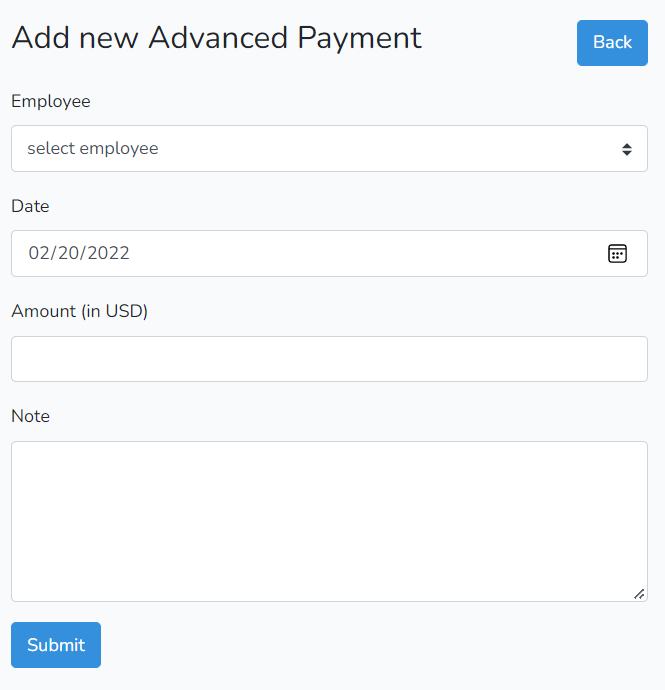 Add new Advanced Payment
Back
Employee
select employee
Date
02/20/2022
Amount (in USD)
Note
Submit